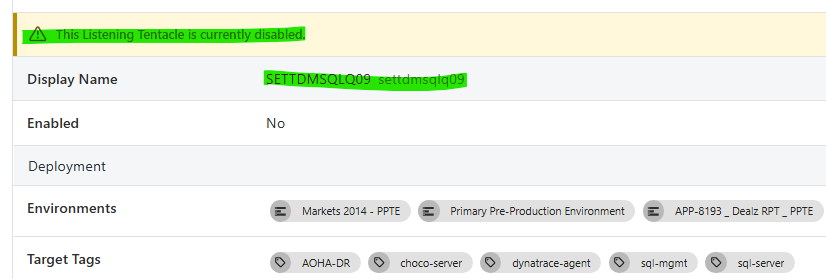 This Listening Tentacle is currently disabled.
Display Name SETTDMSQLQ09 settdmsqlq09
Enabled No
Deployment
Environments Markets 2014 - PPTE Primary Pre-Production Environment APP-8193 _ Dealz RPT _ PPTE
Target Tags AOHA-DR choco-server dynatrace-agent sql-mgmt sql-server